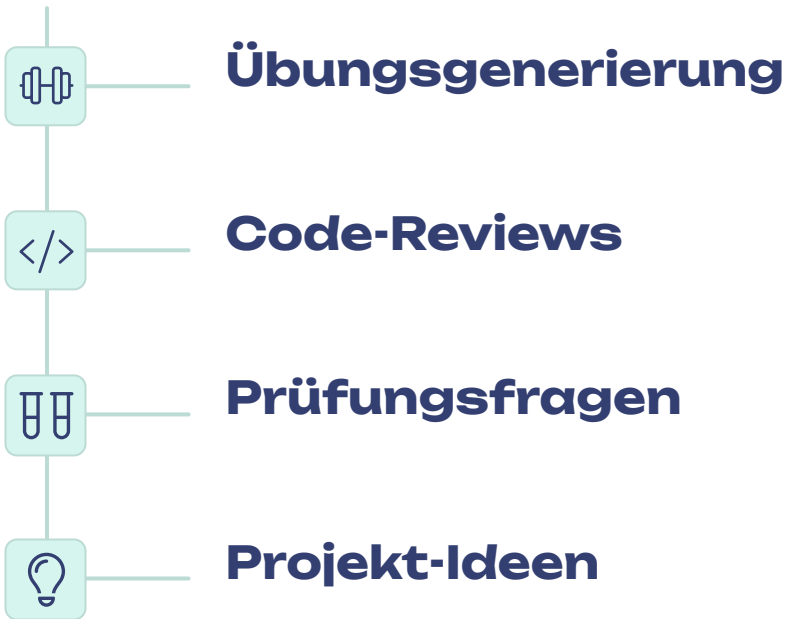 Übungsgenerierung
</>
Code-Reviews
Prüfungsfragen
Projekt-Ideen